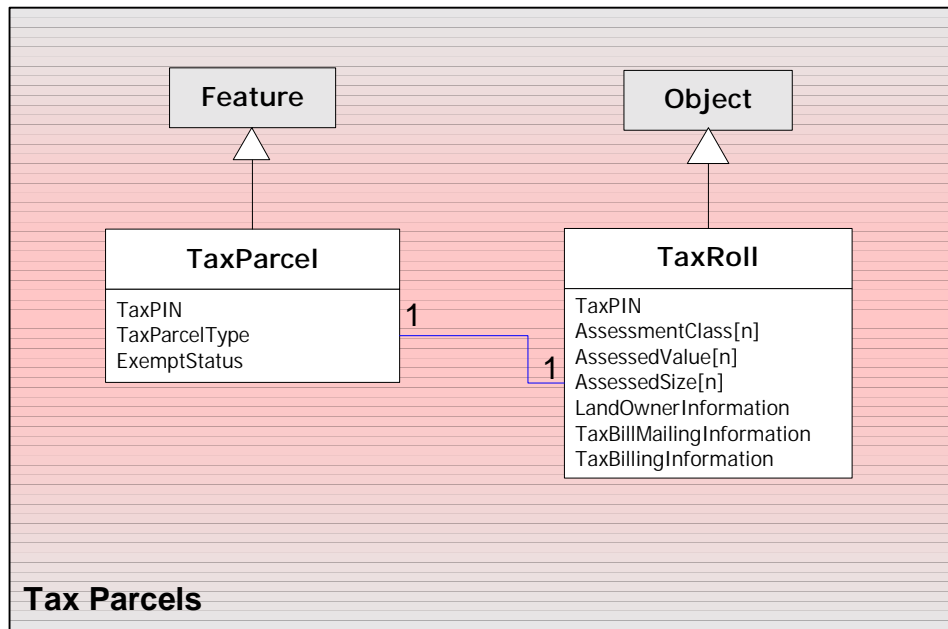 Feature
Object
TaxParcel
TaxPIN
TaxParcelType
ExemptStatus
1
1
TaxRoll
TaxPIN
AssessmentClass[n]
AssessedValue[n]
AssessedSize[n]
LandOwnerInformation
TaxBillMailingInformation
TaxBillingInformation
Tax Parcels